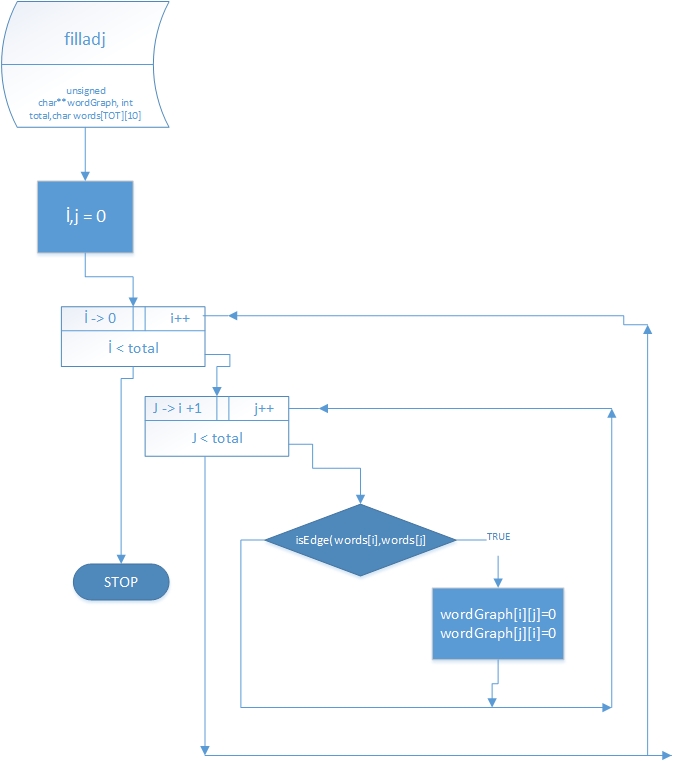 filladj
unsigned
char** wordGraph, int
total,char words[TOT][10]
İ,j = 0
İ -> 0
i++
İ < total
J -> i +1
j++
J < total
isEdge( words[i],words[j]
TRUE
wordGraph[i][j]=0
wordGraph[j][i]=0
STOP